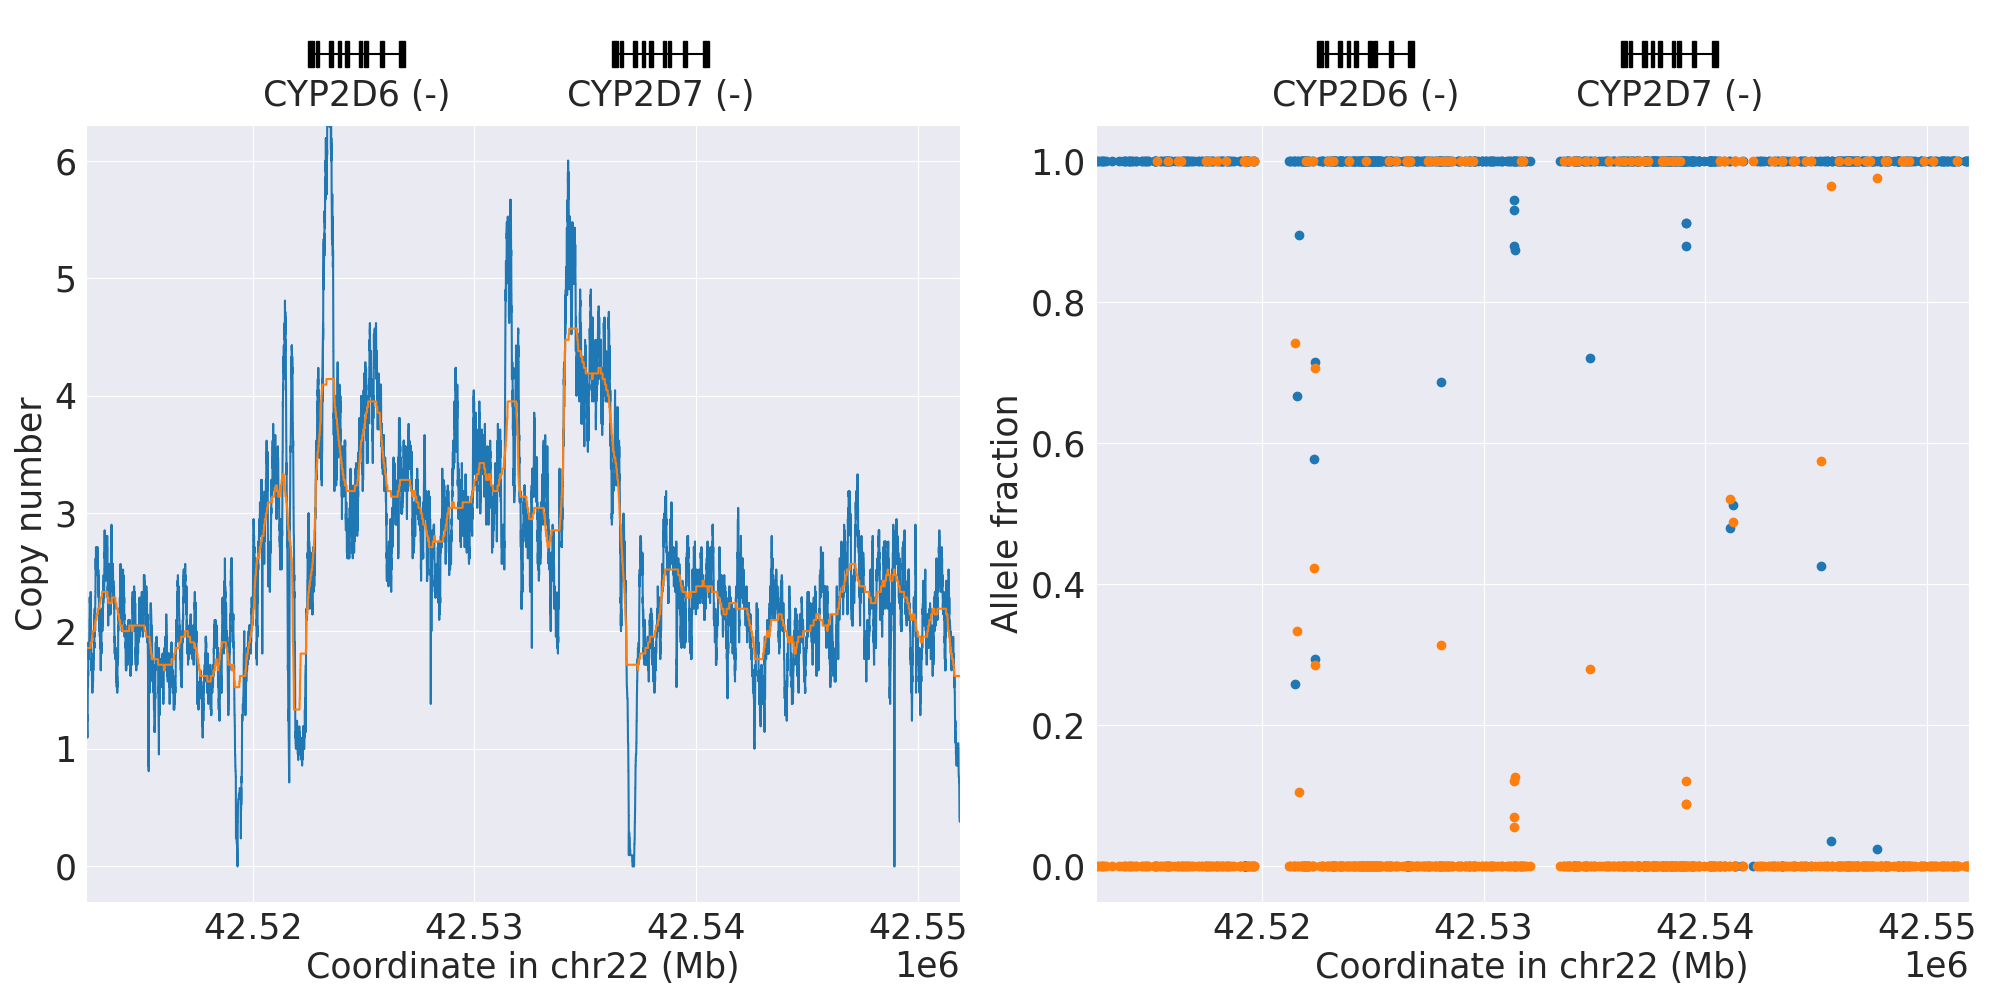 CYP2D6 (-)
CYP2D7 (-)
6
5
4
3
2
1
0
Copy number
42.52
42.53
42.54
42.55
1e6
Coordinate in chr22 (Mb)
CYP2D6 (-)
CYP2D7 (-)
1.0
0.8
0.6
0.4
0.2
0.0
Allele fraction
42.52
42.53
42.54
42.55
1e6
Coordinate in chr22 (Mb)